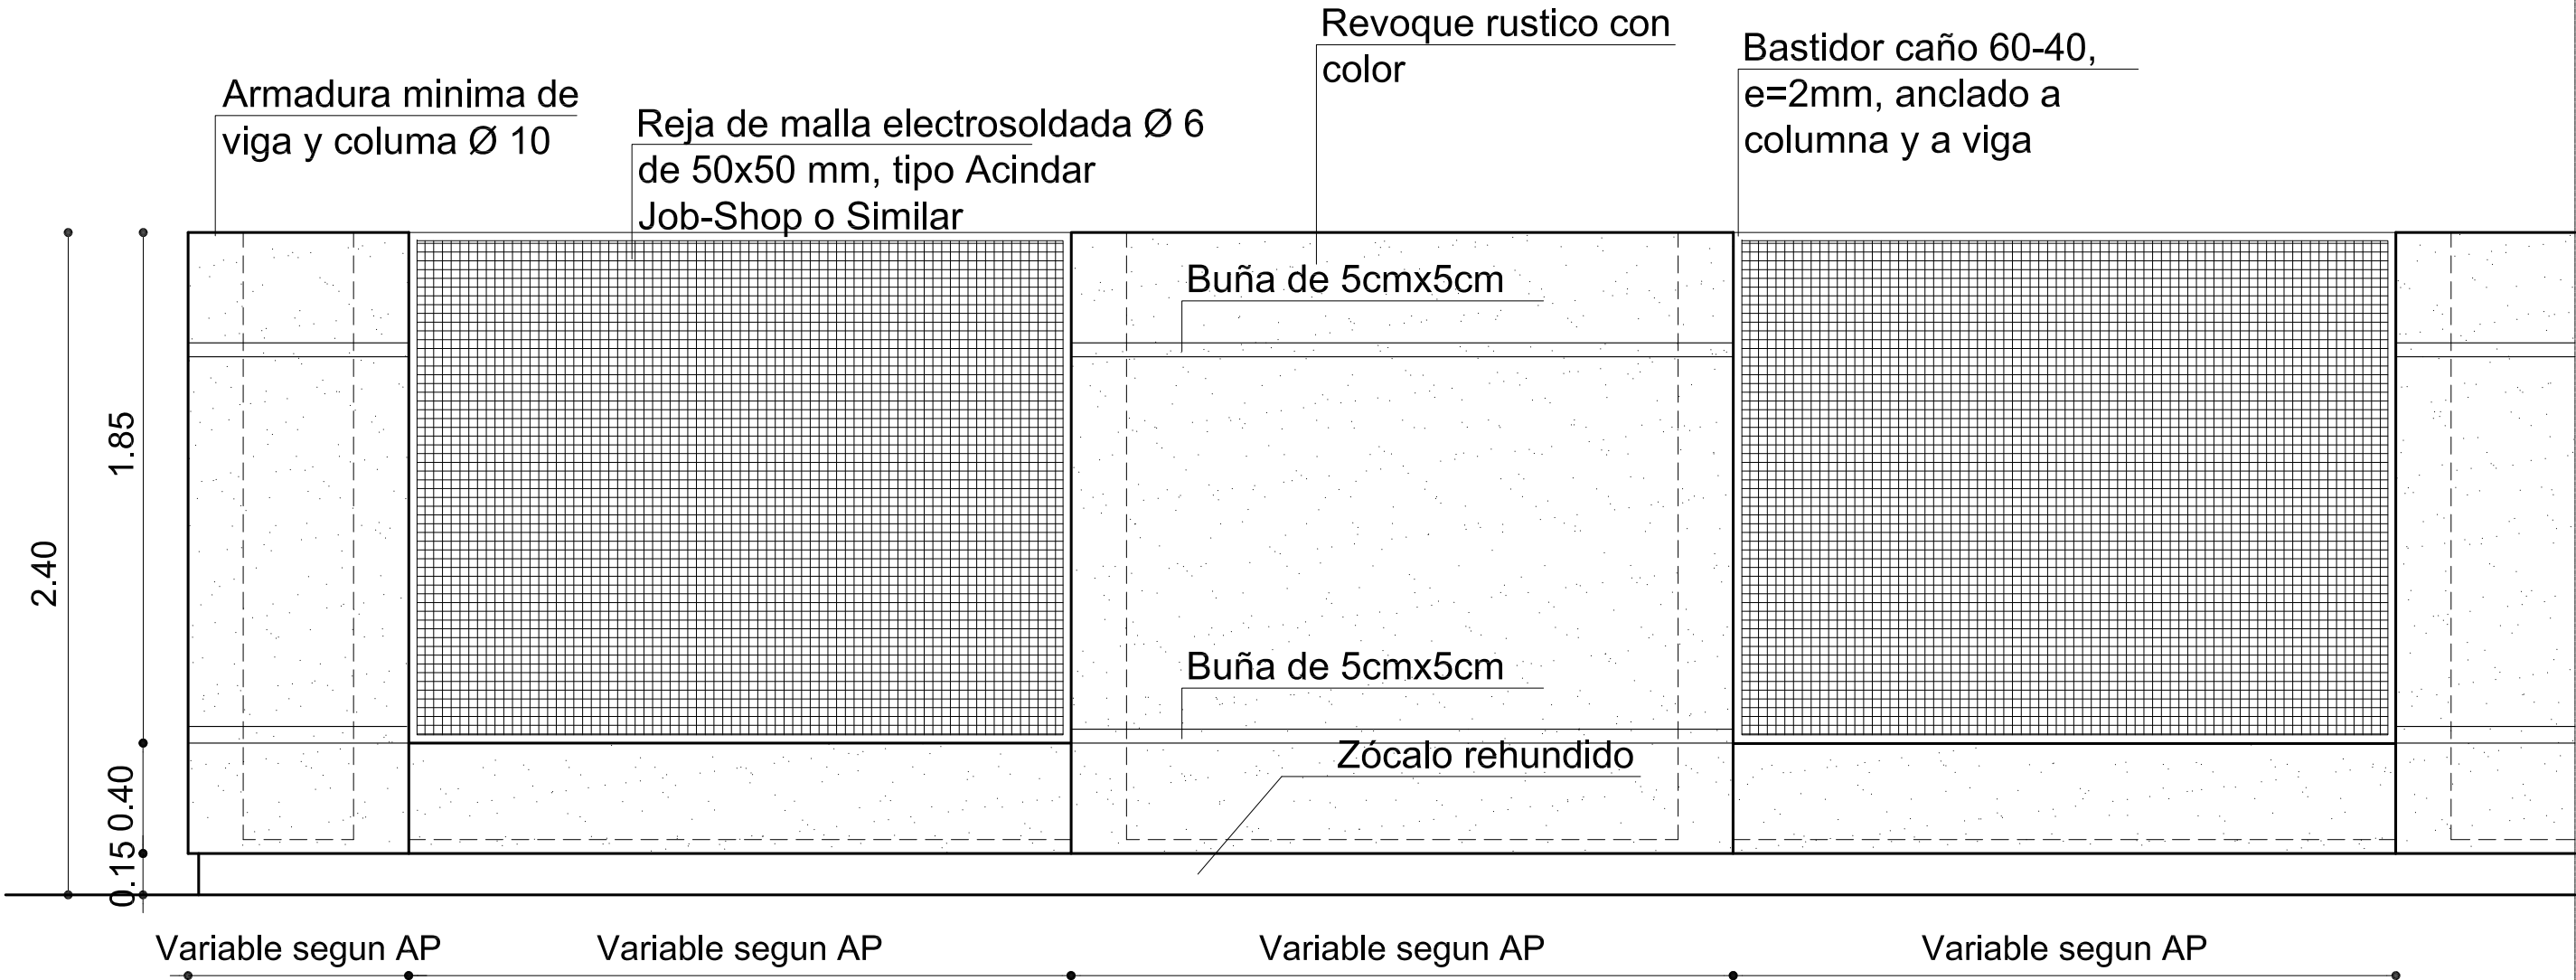 Revoque rustico con
color
Bastidor caño 60-40,
e=2mm, anclado a
columna y a viga
Armadura minima de
viga y columa Ø 10
Reja de malla electrosoldada Ø 6
de 50x50 mm, tipo Acindar
Job-Shop o Similar
Buña de 5cmx5cm
1.85
2.40
Buña de 5cmx5cm
Zócalo rehundido
0.40
0.15
Variable segun AP
Variable segun AP
Variable segun AP
Variable segun AP